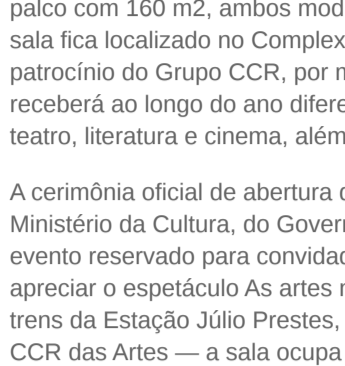 palco com 160 m2, ambos mod
sala fica localizado no Complex
patrocínio do Grupo CCR, por
receberá ao longo do ano difere
teatro, literatura e cinema, além
A cerimônia oficial de abertura
Ministério da Cultura, do Gover
evento reservado para convidad
apreciar o espetáculo As artes
trens da Estação Júlio Prestes,
CCR das Artes — a sala ocupa